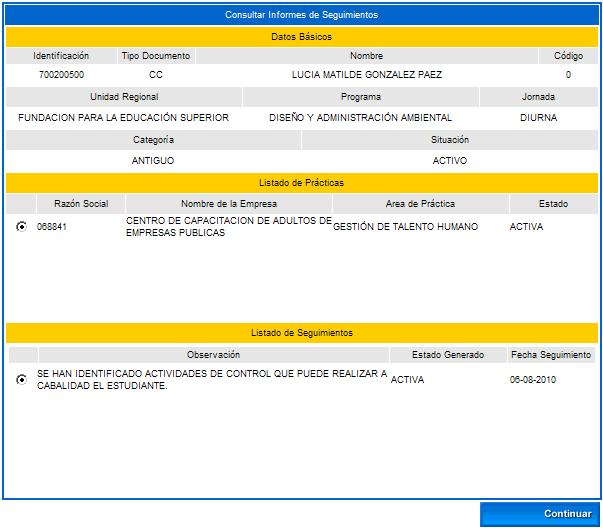 Consultar Informes de Seguimientos
Datos Básicos
Identificación Tipo Documento Nombre Código
700200500 CC LUCIA MATILDE GONZALEZ PAEZ 0
Unidad Regional Programa Jornada
FUNDACION PARA LA EDUCACIÓN SUPERIOR DISEÑO Y ADMINISTRACIÓN AMBIENTAL DIURNA
Categoría Situación
ANTIGUO ACTIVO
Listado de Prácticas
Razón Social Nombre de la Empresa Area de Práctica Estado
068841 CENTRO DE CAPACITACION DE ADULTOS DE EMPRESAS PUBLICAS GESTIÓN DE TALENTO HUMANO ACTIVA
Listado de Seguimientos
Observación Estado Generado Fecha Seguimiento
SE HAN IDENTIFICADO ACTIVIDADES DE CONTROL QUE PUEDE REALIZAR A CABALIDAD EL ESTUDIANTE. ACTIVA 06-08-2010
Continuar